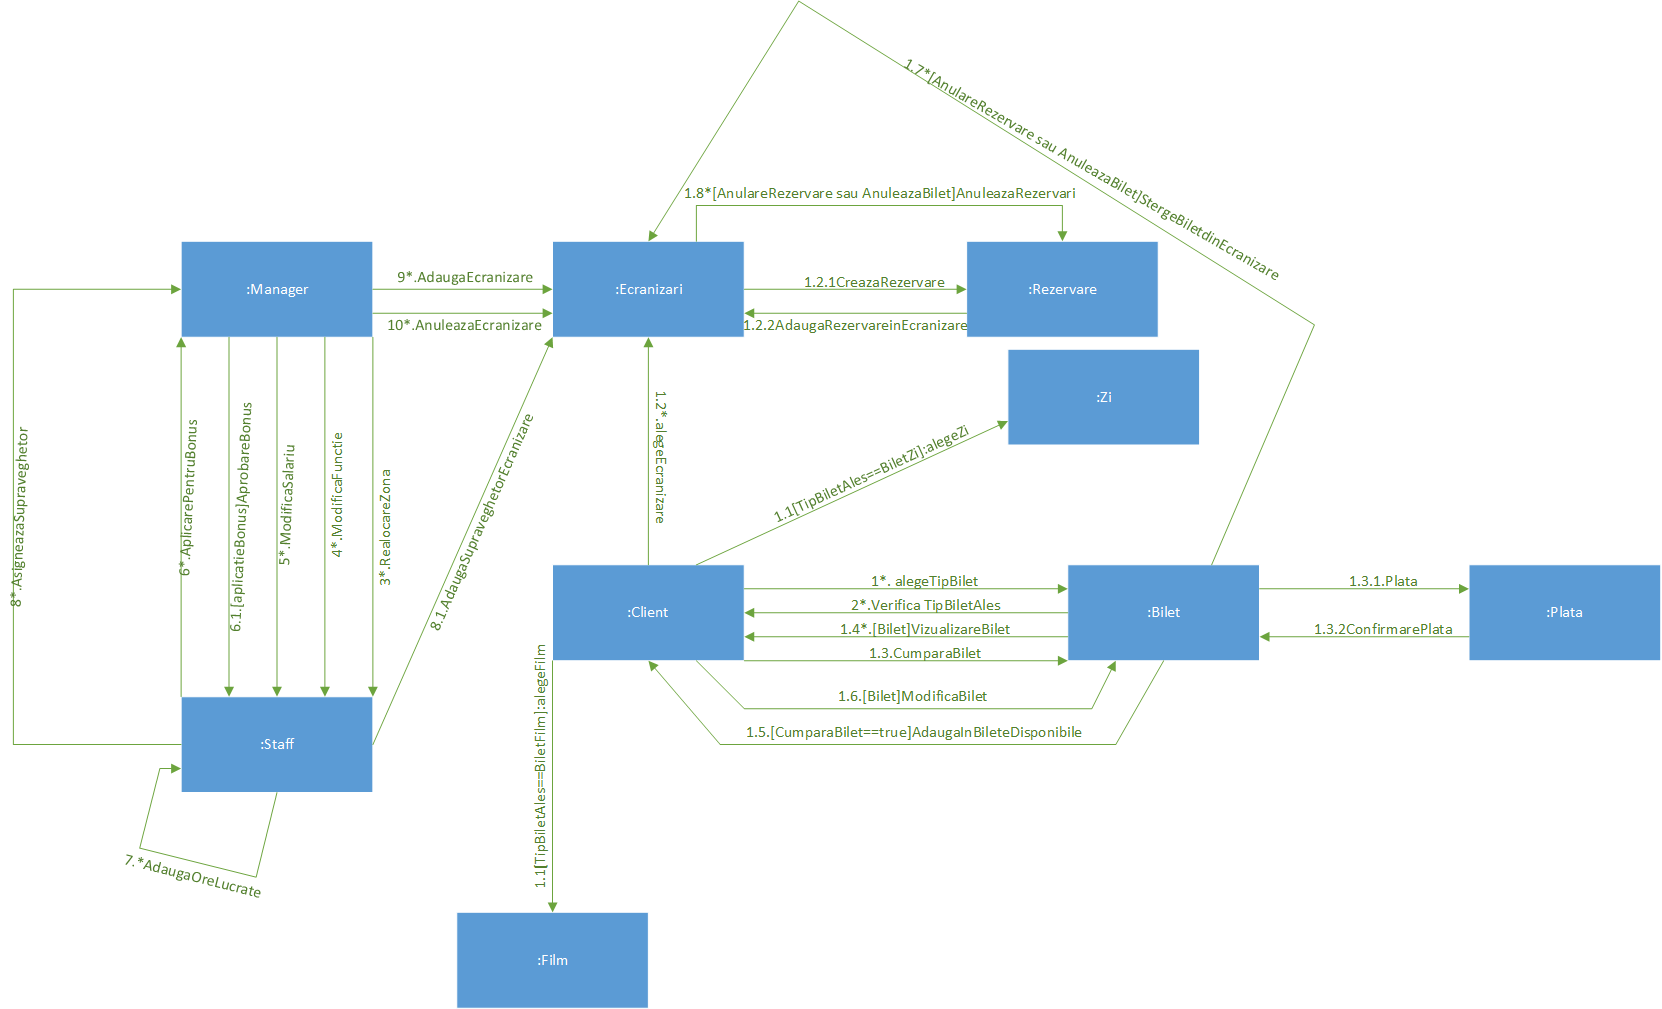 1.7*[AnulareRezervare sau AnuleazaBilet]StergeBiletdinEcranizare
1.8*[AnulareRezervare sau AnuleazaBilet]AnuleazaRezervari
:Manager
9*.AdaugaEcranizare
10*.AnuleazaEcranizare
:Ecranizari
1.2.1CreazaRezervare
1.2.2AdaugaRezervareinEcranizare
:Rezervare
:Zi
1.1[TipBiletAles==BiletZi]:alegeZi
1.2*.alegeEcranizare
8*.AsigneazaSupraveghetor
6*.AplicarePentruBonus
6.1.[aplicatieBonus]AprobareBonus
5*.ModificaSalariu
4*.ModificaFunctie
3*.RealocareZona
8.1.AdaugaSupraveghetorEcranizare
:Client
1*. alegeTipBilet
2*.Verifica TipBiletAles
1.4*.[Bilet]VizualizareBilet
1.3.CumparaBilet
:Bilet
1.3.1.Plata
1.3.2ConfirmarePlata
:Plata
1.6.[Bilet]ModificaBilet
1.5.[CumparaBilet==true]AdaugaInBileteDisponibile
:Staff
7.*AdaugaOreLucrate
1.1[TipBiletAles==BiletFilm]:alegeFilm
:Film